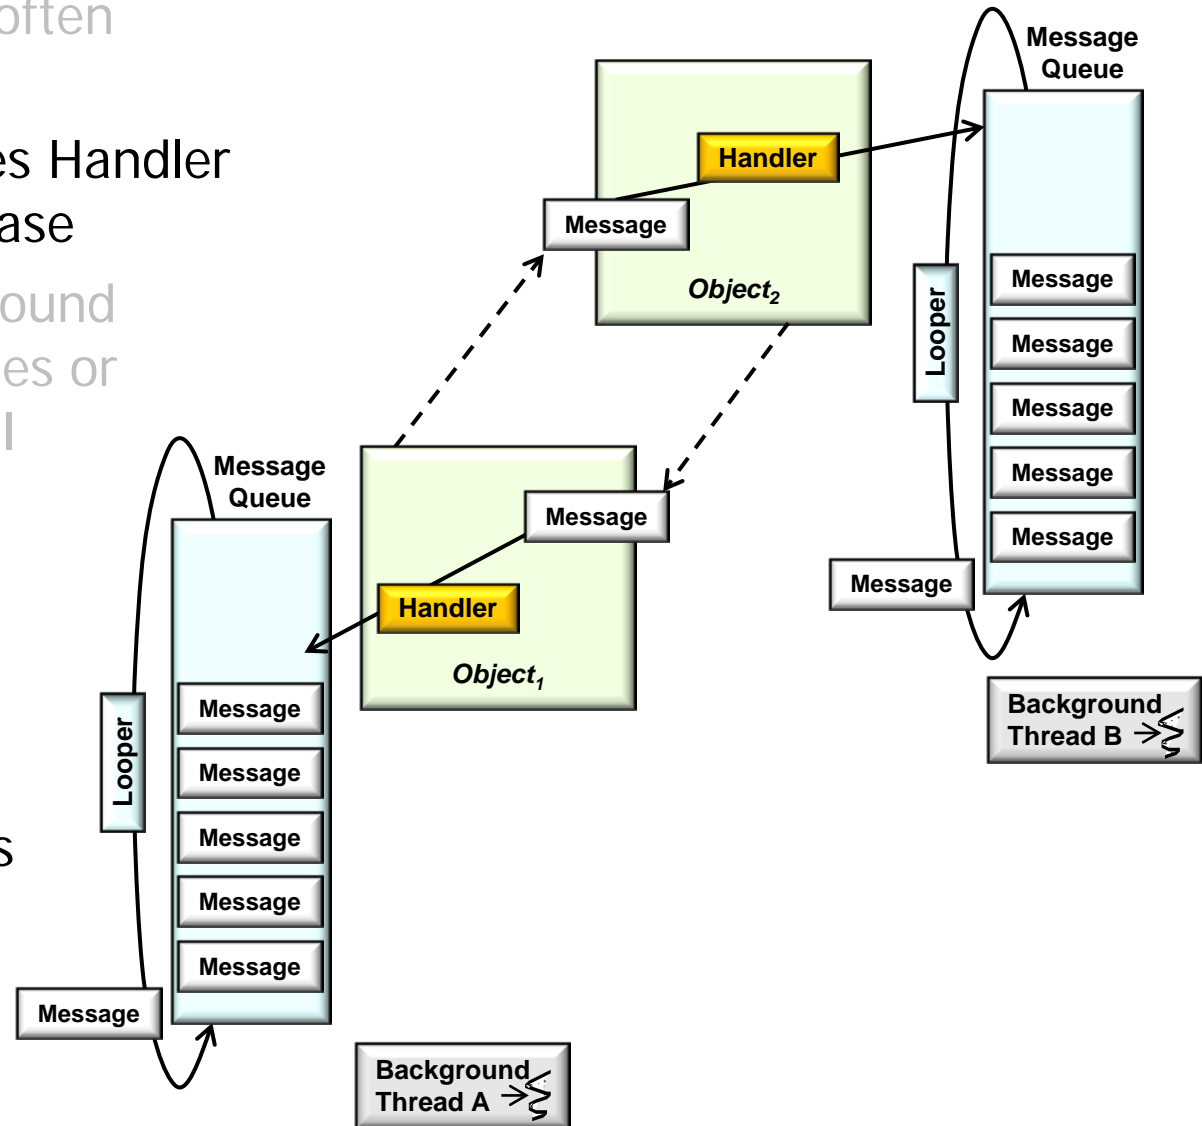 often
es Handler
ase
ound
es or
l
s
Message
Queue
Handler
Message
Object2
Looper
Message
Message
Message
Message
Message
Message
Background
Thread B
Message
Queue
Message
Handler
Object1
Looper
Message
Message
Message
Message
Message
Message
Background
Thread A